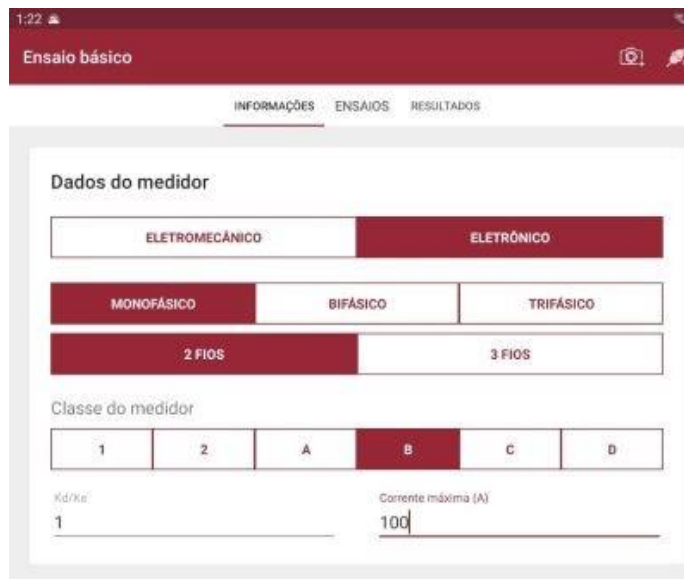 1:22
Ensaio básico
INFORMAÇÕES ENSAIOS RESULTADOS
Dados do medidor
ELETROMECÂNICO ELETRÔNICO
MONOFÁSICO BIFÁSICO TRIFÁSICO
2 FIOS 3 FIOS
Classe do medidor
1 2 A B C D
Kd/Ke Corrente máxima (A)
1 100